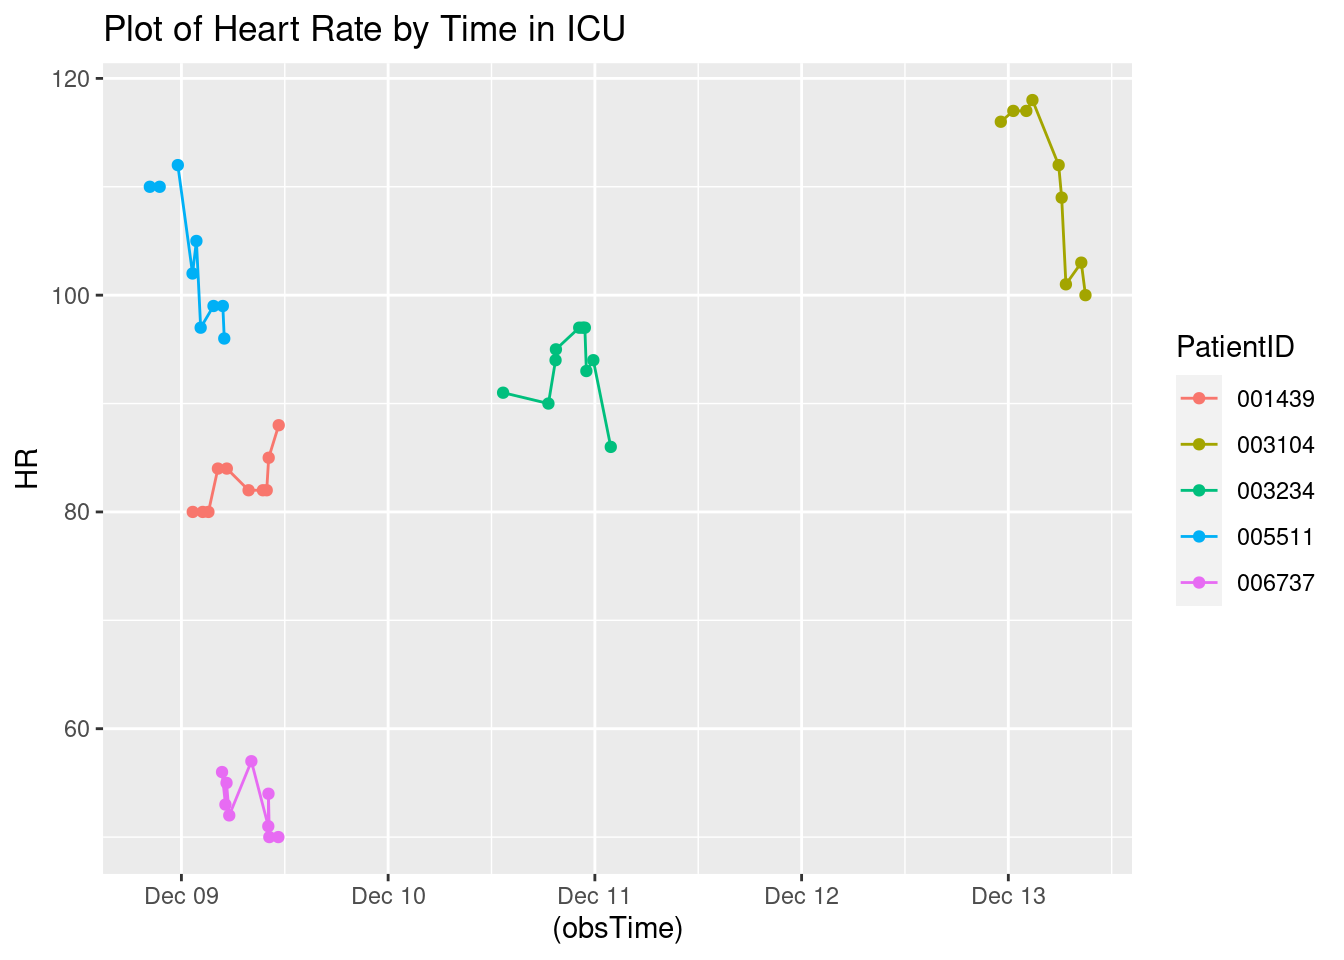 Plot of Heart Rate by Time in ICU
120
100
80
60
HR
Dec 09
Dec 10
Dec 11
Dec 12
Dec 13
(obsTime)
PatientID
001439
003104
003234
005511
006737